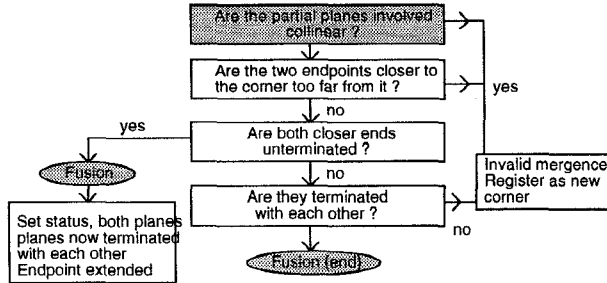 Are the partial planes involved
collinear ?
Are the two endpoints closer to
the corner too far from it ?
yes
no
yes
Are both closer ends
unterminated ?
Fusion
no
Invalid mergence
Register as new
corner
Are they terminated
with each other ?
no
Set status, both planes
planes now terminated
with each other
Endpoint extended
Fusion (end)